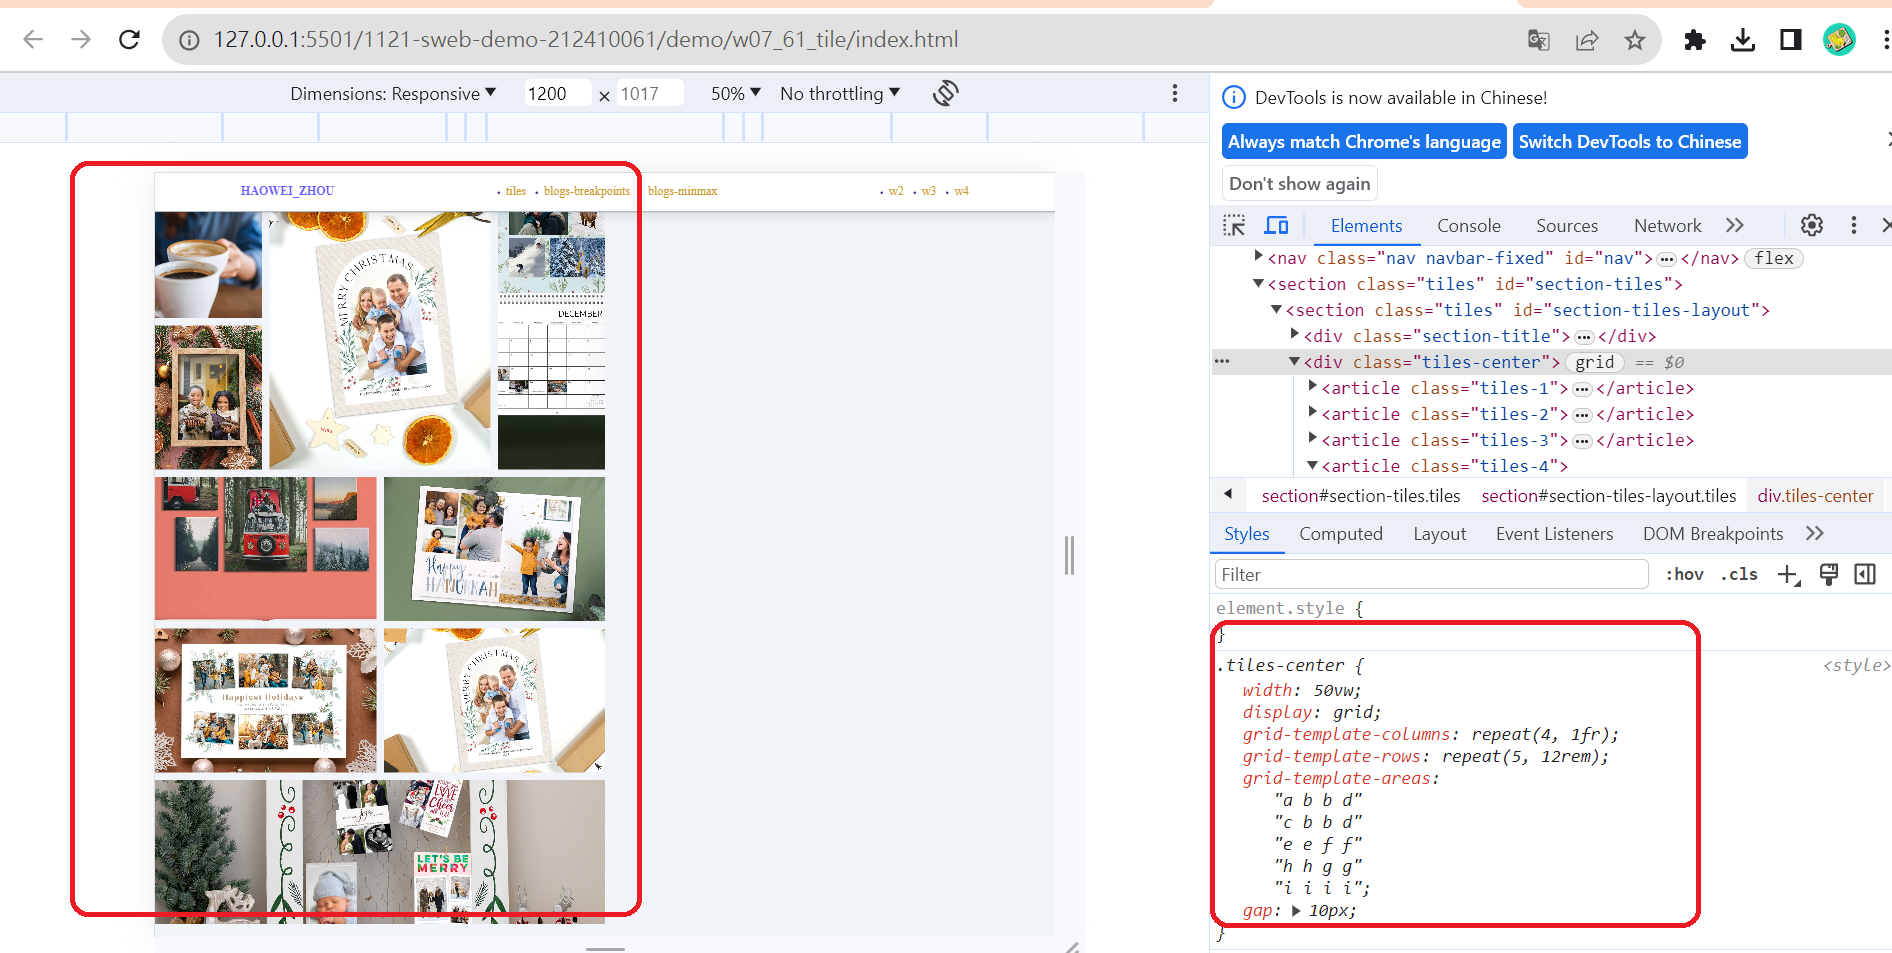 127.0.0.1:5501/1121-sweb-demo-212410061/demo/w07_61_tile/index.html
Dimensions: Responsive ▼ 1200 × 1017 50% ▼ No throttling ▼
DevTools is now available in Chinese!
Always match Chrome's language Switch DevTools to Chinese
Don't show again
HAOWEI_ZHOU • tiles • blogs-breakpoints blogs-minmax • w2 • w3 • w4
MERRY CHRISTMAS
DECEMBER
Happy
HANUKKAH
MERRY CHRISTMAS
Happiest Holidays
joy
LOVE
Cheer
LET'S BE
MERRY
Elements Console Sources Network
<nav class="nav navbar-fixed" id="nav">…</nav> flex
<section class="tiles" id="section-tiles">
<section class="tiles" id="section-tiles-layout">
<div class="section-title">…</div>
<div class="tiles-center"> grid == $0
<article class="tiles-1">…</article>
<article class="tiles-2">…</article>
<article class="tiles-3">…</article>
<article class="tiles-4">
section#section-tiles.tiles section#section-tiles-layout.tiles div.tiles-center
Styles Computed Layout Event Listeners DOM Breakpoints
Filter :hov .cls
element.style {
}
.tiles-center { <style>
width: 50vw;
display: grid;
grid-template-columns: repeat(4, 1fr);
grid-template-rows: repeat(5, 12rem);
grid-template-areas:
"a b b d"
"c b b d"
"e e f f"
"h h g g"
"i i i i";
gap: ▶ 10px;
}